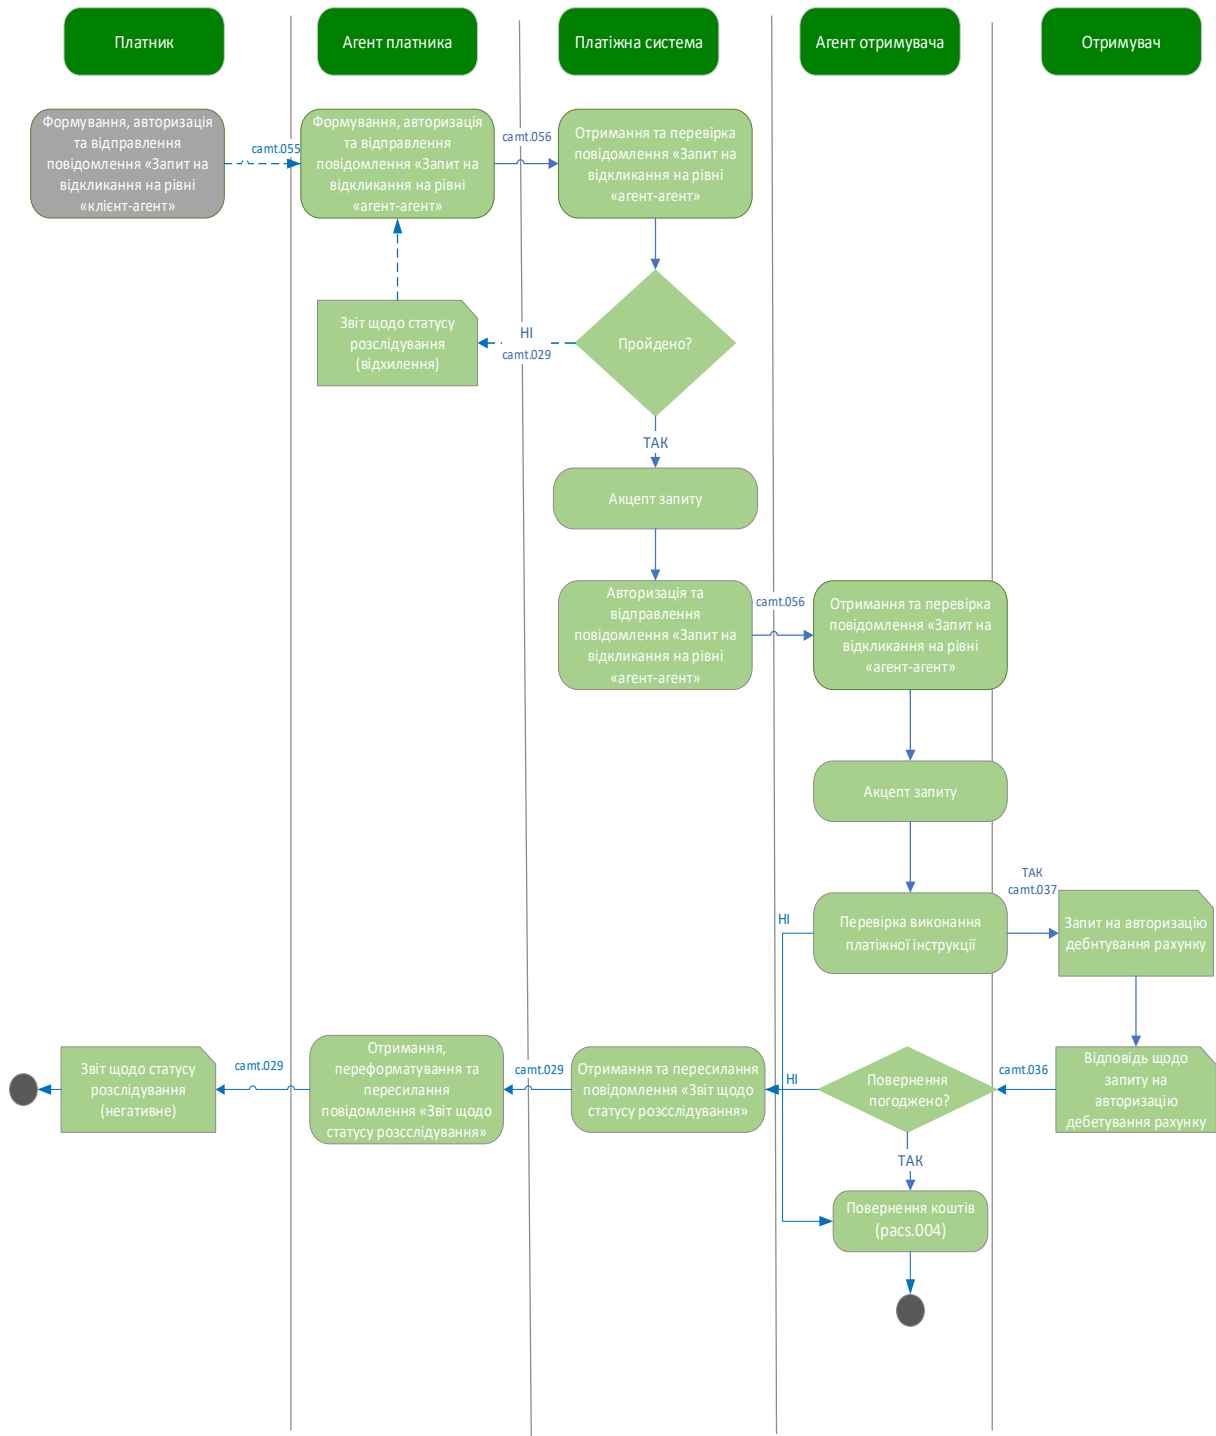 Платник
Агент платника
Платіжна система
Агент отримувача
Отримувач
Формування, авторизація
та відправлення
повідомлення «Запит на
відкликання на рівні
«клієнт-агент»
camt.055
Формування, авторизація
та відправлення
повідомлення «Запит на
відкликання на рівні
«агент-агент»
camt.056
Отримання та перевірка
повідомлення «Запит на
відкликання на рівні
«агент-агент»
Звіт щодо статусу
розслідування
(відхилення)
НІ
camt.029
Пройдено?
ТАК
Акцепт запиту
Авторизація та
відправлення
повідомлення «Запит на
відкликання на рівні
«агент-агент»
camt.056
Отримання та перевірка
повідомлення «Запит на
відкликання на рівні
«агент-агент»
Акцепт запиту
ТАК
camt.037
НІ
Перевірка виконання
платіжної інструкції
Запит на авторизацію
дебнтування рахунку
Звіт щодо статусу
розслідування
(негативне)
camt.029
Отримання,
переформатування та
пересилання
повідомлення «Звіт щодо
статусу розсслідування»
camt.029
Отримання та пересилання
повідомлення «Звіт щодо
статусу розсслідування»
НІ
Повернення
погоджено?
camt.036
Відповідь щодо
запиту на
авторизацію
дебетування рахунку
ТАК
Повернення коштів
(pacs.004)